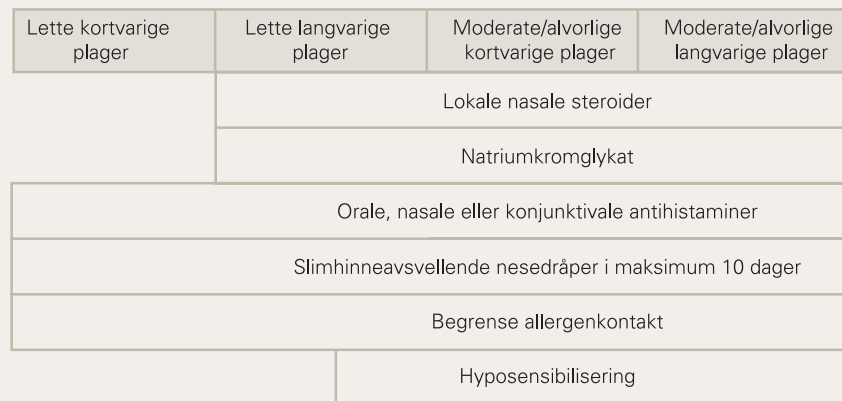 Lette kortvarige
plager
Lette langvarige
plager
Moderate/alvorlige
kortvarige plager
Moderate/alvorlige
langvarige plager
Lokale nasale steroider
Natriumkromglykat
Orale, nasale eller konjunktivale antihistaminer
Slimhinneavsvellende nesedråper i maksimum 10 dager
Begrense allergenkontakt
Hyposensibilisering